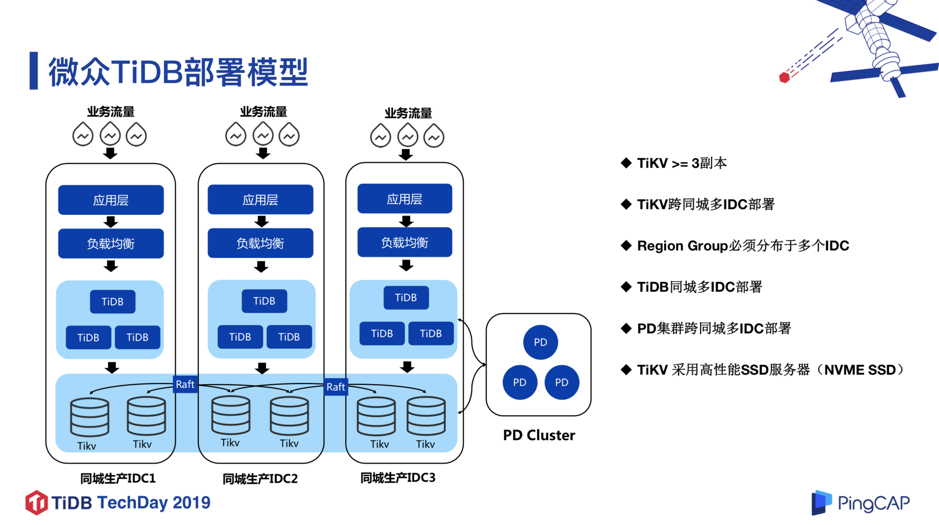 微众TiDB部署模型
业务流量
业务流量
业务流量
应用层
应用层
应用层
负载均衡
负载均衡
负载均衡
TiDB
TiDB
TiDB
TiDB
TiDB
TiDB
TiDB
TiDB
TiDB
Raft
Raft
Tikv
Tikv
Tikv
Tikv
Tikv
Tikv
同城生产IDC1
同城生产IDC2
同城生产IDC3
PD
PD
PD
PD Cluster
◆ TiKV >= 3副本
◆ TiKV跨同城多IDC部署
◆ Region Group必须分布于多个IDC
◆ TiDB同城多IDC部署
◆ PD集群跨同城多IDC部署
◆ TiKV 采用高性能SSD服务器（NVME SSD）
TiDB TechDay 2019
PingCAP